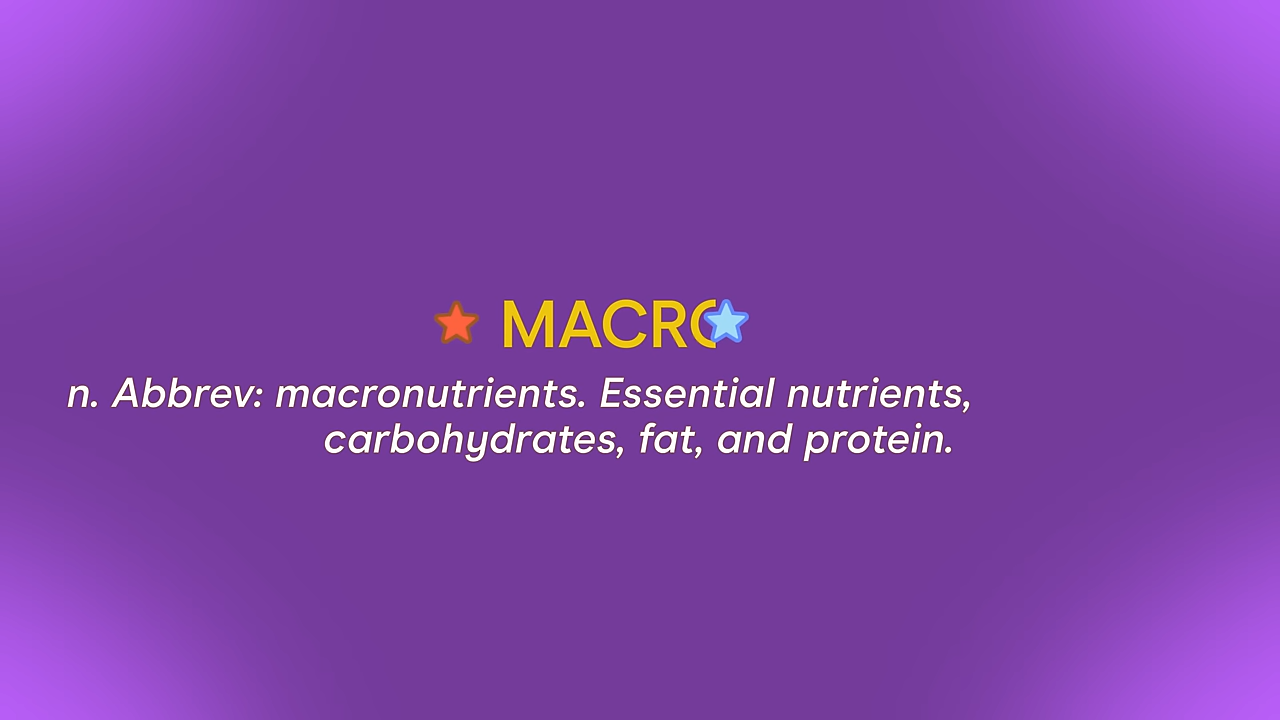 MACRO
n. Abbrev: macronutrients. Essential nutrients,
carbohydrates, fat, and protein.